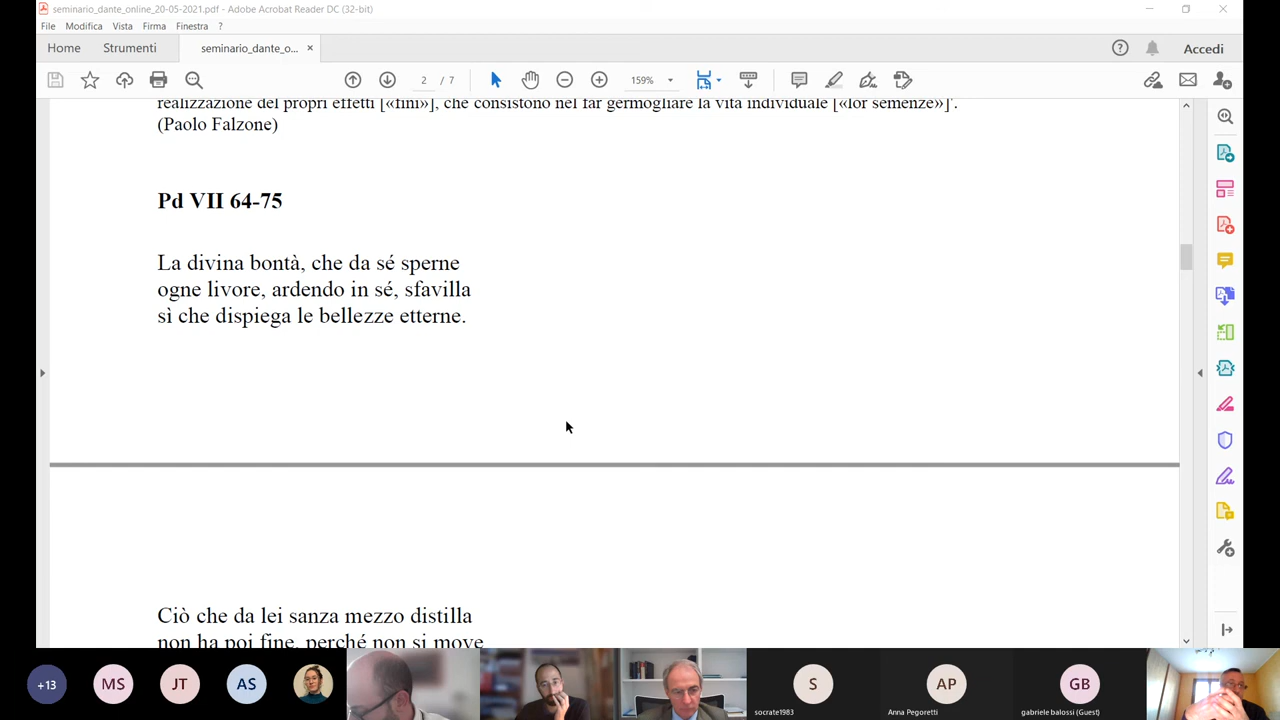 seminario_dante_online_20-05-2021.pdf - Adobe Acrobat Reader DC (32-bit)
File Modifica Vista Firma Finestra ?
Home Strumenti seminario_dante_o... × Accedi
2 / 7 159%
realizzazione dei propri effetti [«fini»], che consistono nel far germogliare la vita individuale [«lor semenze»]'.
(Paolo Falzone)
Pd VII 64-75
La divina bontà, che da sé sperne
ogne livore, ardendo in sé, sfavilla
sì che dispiega le bellezze etterne.
Ciò che da lei sanza mezzo distilla
non ha poi fine, perché non si move
+13 MS JT AS S AP GB
socrate1983 Anna Pegoretti gabriele balossi (Guest)